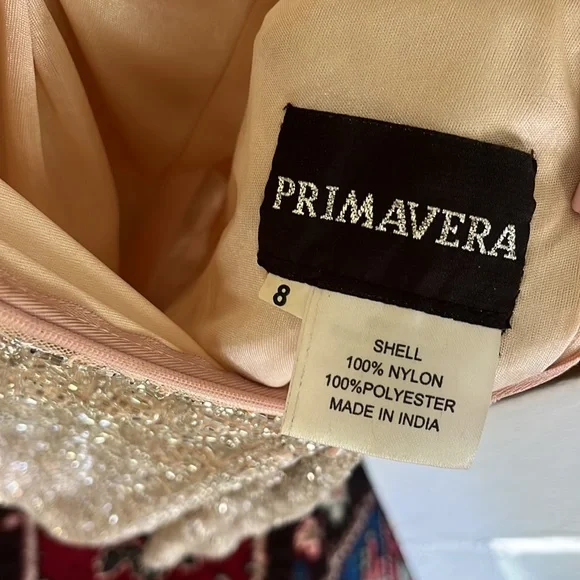 PRIMAVERA
8
SHELL
100% NYLON
100%POLYESTER
MADE IN INDIA